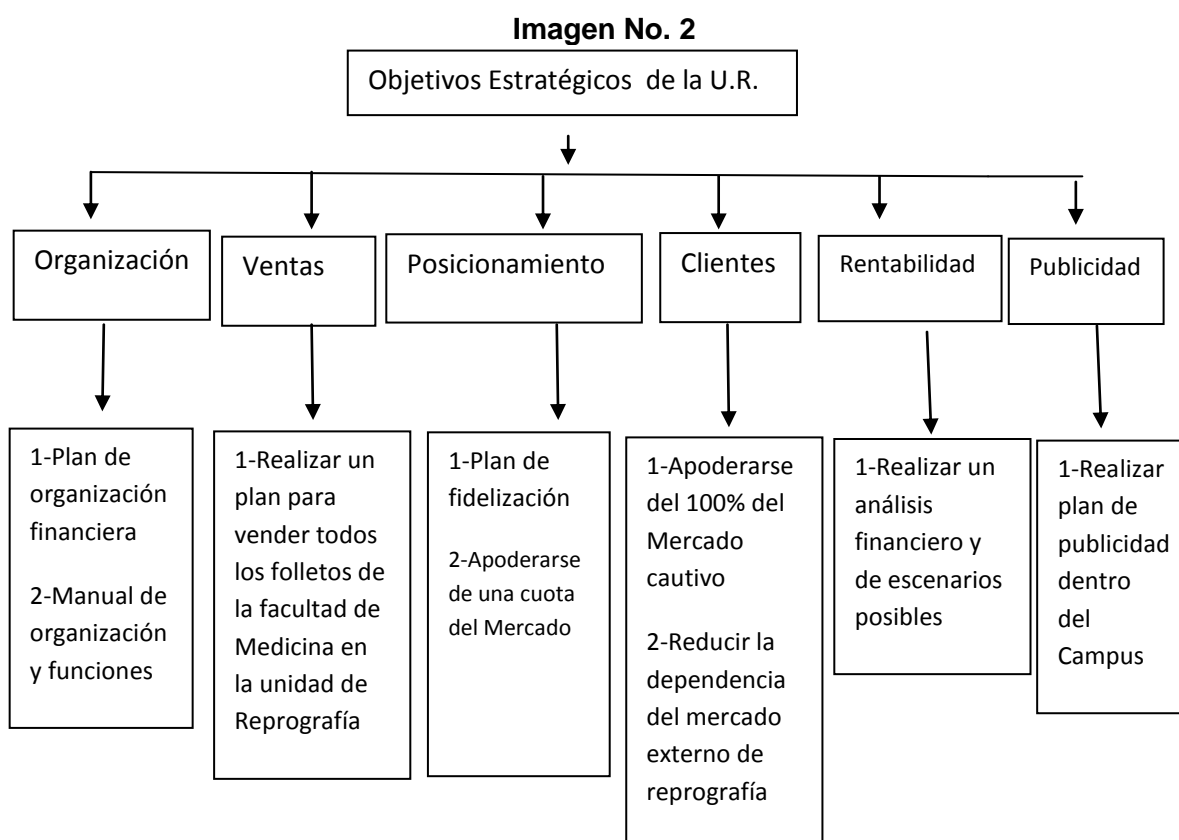 Imagen No. 2
Objetivos Estratégicos de la U.R.
Organización
Ventas
Posicionamiento
Clientes
Rentabilidad
Publicidad
1-Plan de
organización
financiera
2-Manual de
organización
y funciones
1-Realizar un
plan para
vender todos
los folletos de
la facultad de
Medicina en
la unidad de
Reprografía
1-Plan de
fidelización
2-Apoderarse
de una cuota
del Mercado
1-Apoderarse
del 100% del
Mercado
cautivo
2-Reducir la
dependencia
del mercado
externo de
reprografía
1-Realizar un
análisis
financiero y
de escenarios
posibles
1-Realizar
plan de
publicidad
dentro
del
Campus